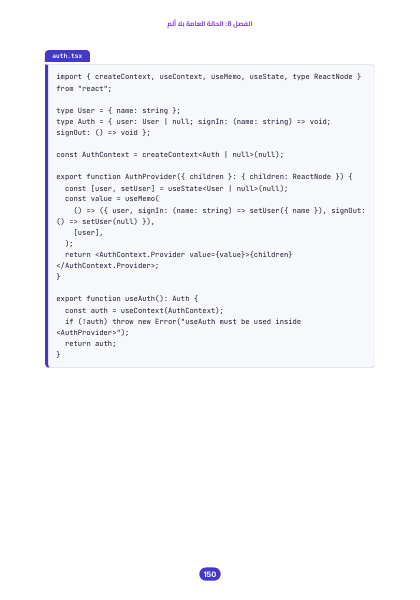 الفصل 8: الحالة العامة بلا ألم
auth.tsx
import { createContext, useContext, useMemo, useState, type ReactNode }
from "react";
type User = { name: string };
type Auth = { user: User | null; signIn: (name: string) => void;
signOut: () => void };
const AuthContext = createContext<Auth | null>(null);
export function AuthProvider({ children }: { children: ReactNode }) {
  const [user, setUser] = useState<User | null>(null);
  const value = useMemo(
    () => ({ user, signIn: (name: string) => setUser({ name }), signOut:
() => setUser(null) }),
    [user],
  );
  return <AuthContext.Provider value={value}>{children}
</AuthContext.Provider>;
}
export function useAuth(): Auth {
  const auth = useContext(AuthContext);
  if (!auth) throw new Error("useAuth must be used inside
<AuthProvider>");
  return auth;
}
150